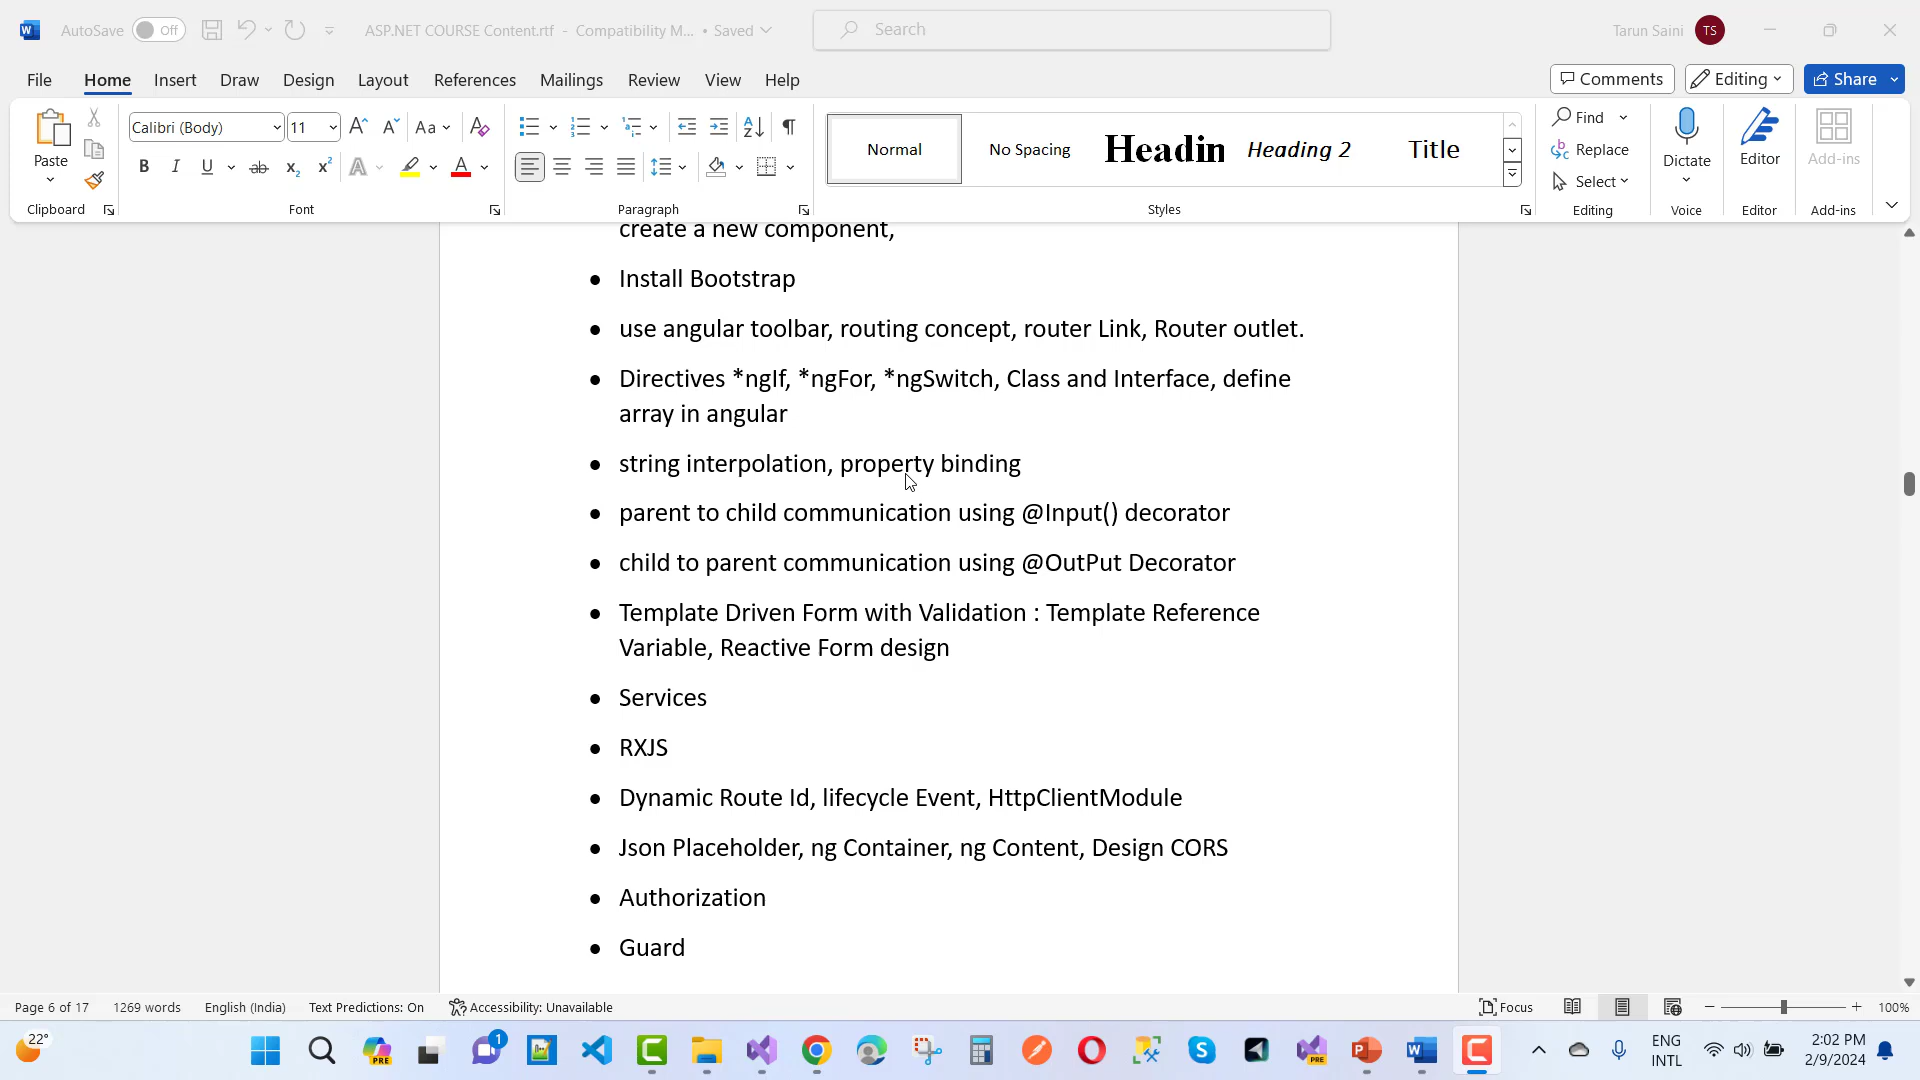 AutoSave Off ASP.NET COURSE Content.rtf - Compatibility M... • Saved Search Tarun Saini TS
File Home Insert Draw Design Layout References Mailings Review View Help Comments Editing Share
Paste
Clipboard
Calibri (Body) 11
Font
Paragraph
Normal No Spacing Headin Heading 2 Title
Styles
Find
Replace
Select
Editing
Dictate
Voice
Editor
Editor
Add-ins
Add-ins
create a new component,
• Install Bootstrap
• use angular toolbar, routing concept, router Link, Router outlet.
• Directives *ngIf, *ngFor, *ngSwitch, Class and Interface, define
array in angular
• string interpolation, property binding
• parent to child communication using @Input() decorator
• child to parent communication using @OutPut Decorator
• Template Driven Form with Validation : Template Reference
Variable, Reactive Form design
• Services
• RXJS
• Dynamic Route Id, lifecycle Event, HttpClientModule
• Json Placeholder, ng Container, ng Content, Design CORS
• Authorization
• Guard
Page 6 of 17 1269 words English (India) Text Predictions: On Accessibility: Unavailable Focus 100%
22° PRE 1 PRE ENG
INTL
2:02 PM
2/9/2024